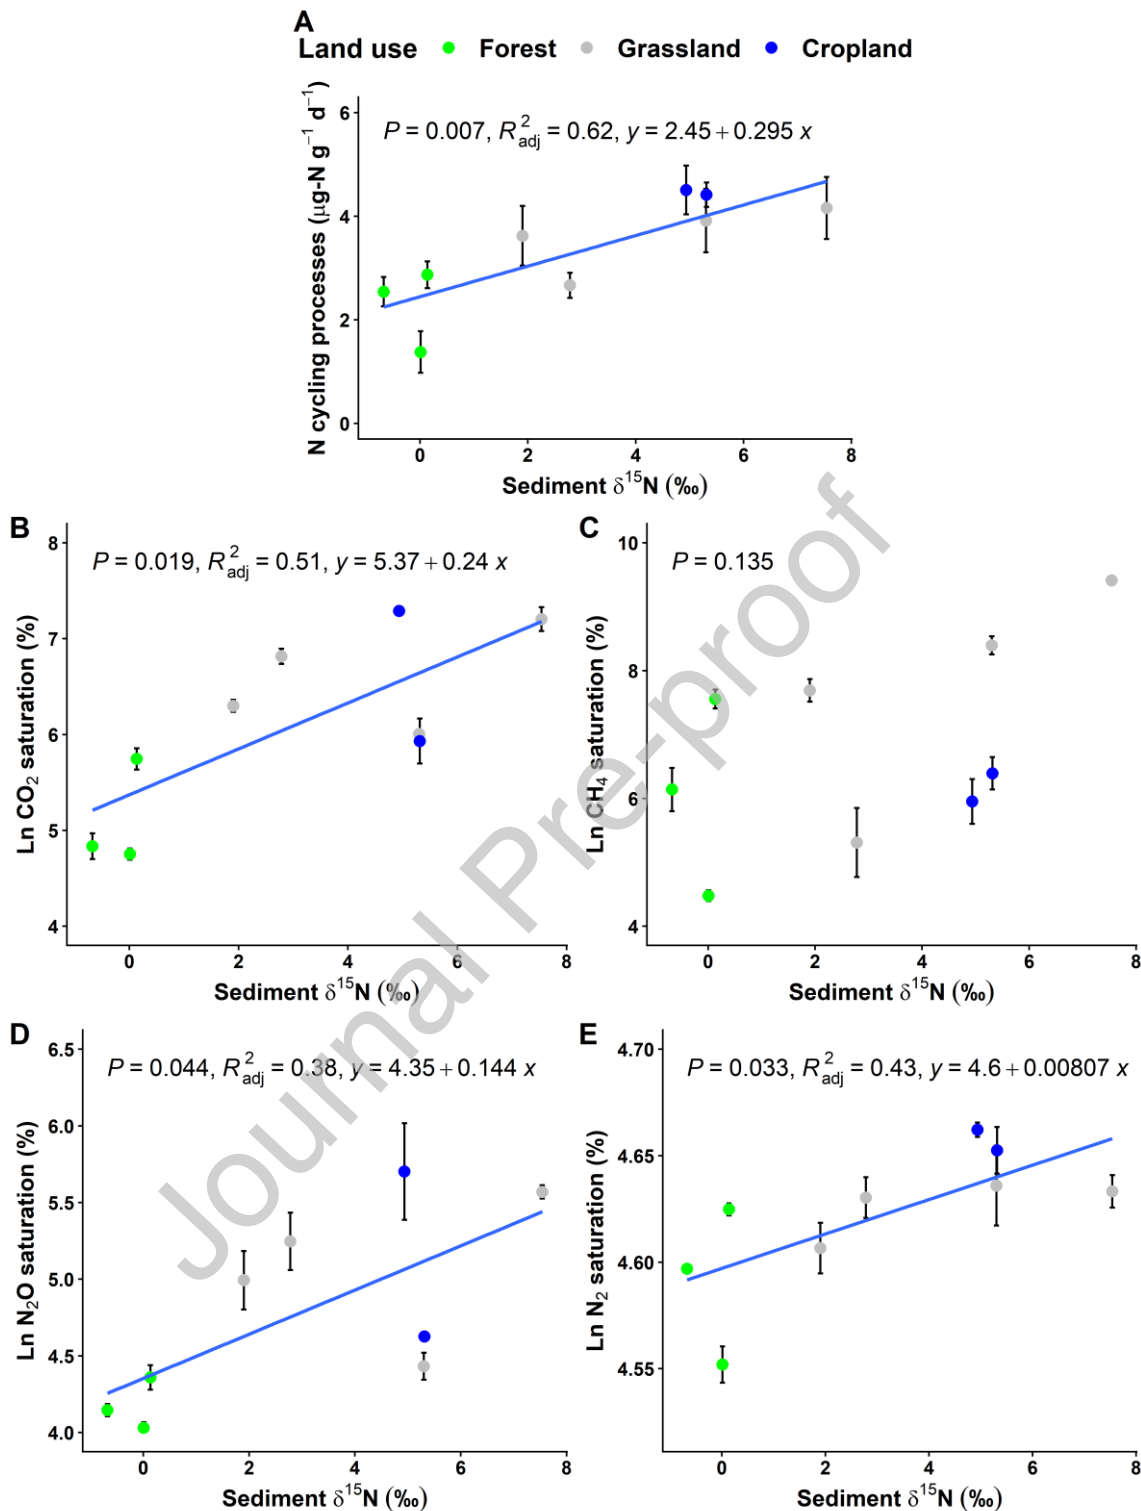 A
Land use Forest Grassland Cropland
N cycling processes (μg-N g⁻¹ d⁻¹)
6
4
2
0
P = 0.007, R²adj = 0.62, y = 2.45 + 0.295 x
0 2 4 6 8
Sediment δ¹⁵N (‰)
B
Ln CO₂ saturation (%)
8
7
6
5
4
P = 0.019, R²adj = 0.51, y = 5.37 + 0.24 x
0 2 4 6 8
Sediment δ¹⁵N (‰)
C
Ln CH₄ saturation (%)
10
8
6
4
P = 0.135
0 2 4 6 8
Sediment δ¹⁵N (‰)
D
Ln N₂O saturation (%)
6.5
6.0
5.5
5.0
4.5
4.0
P = 0.044, R²adj = 0.38, y = 4.35 + 0.144 x
0 2 4 6 8
Sediment δ¹⁵N (‰)
E
Ln N₂ saturation (%)
4.70
4.65
4.60
4.55
P = 0.033, R²adj = 0.43, y = 4.6 + 0.00807 x
0 2 4 6 8
Sediment δ¹⁵N (‰)
Journal Pre-proof